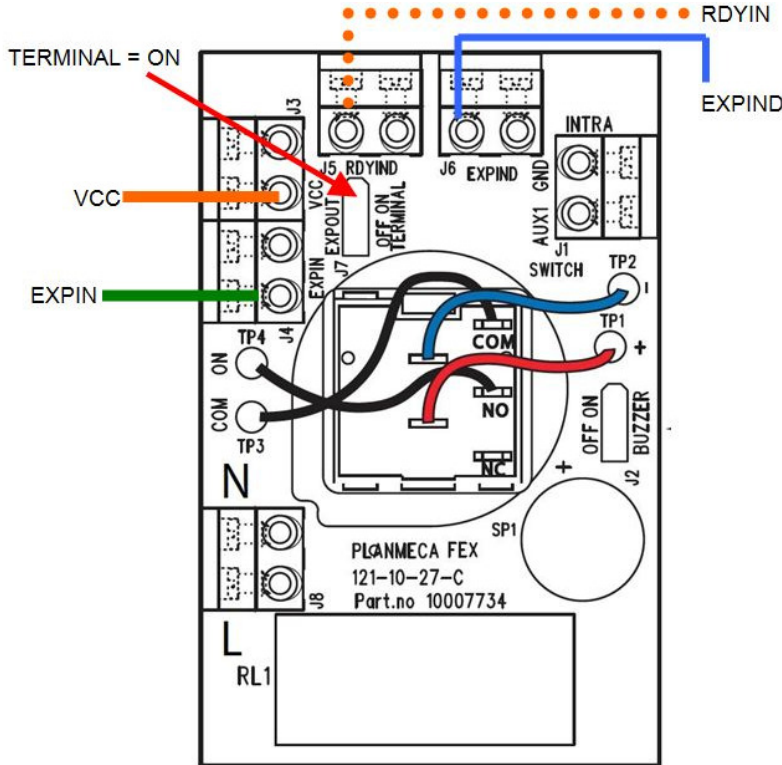 RDYIN
TERMINAL = ON
EXPIND
J3
J5 RDYIND
J6 EXPIND
INTRA
GND
AUX1
J1
SWITCH
VCC
VCC
EXPOUT
OFF ON
TERMINAL
J7
EXPIN
EXPIN
J4
TP2
-
TP1
+
TP4
ON
COM
TP3
COM
NO
NC
OFF ON
BUZZER
J2
+
SP1
N
J8
L
PLANMECA FEX
121-10-27-C
Part.no 10007734
RL1